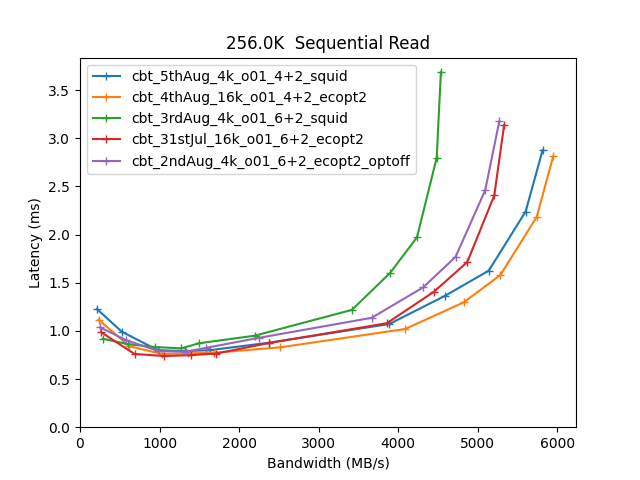 256.0K  Sequential Read
cbt_5thAug_4k_o01_4+2_squid
cbt_4thAug_16k_o01_4+2_ecopt2
cbt_3rdAug_4k_o01_6+2_squid
cbt_31stJul_16k_o01_6+2_ecopt2
cbt_2ndAug_4k_o01_6+2_ecopt2_optoff
Latency (ms)
3.5
3.0
2.5
2.0
1.5
1.0
0.5
0.0
0 1000 2000 3000 4000 5000 6000
Bandwidth (MB/s)